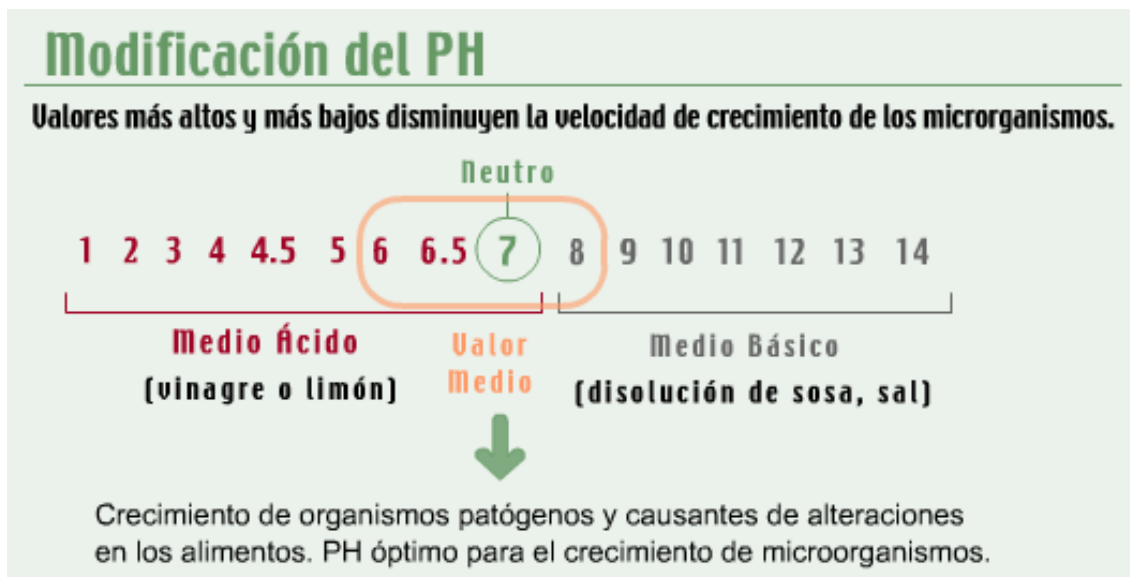 Modificación del PH
Valores más altos y más bajos disminuyen la velocidad de crecimiento de los microrganismos.
Neutro
1 2 3 4 4.5 5 6 6.5 7 8 9 10 11 12 13 14
Medio Ácido
(vinagre o limón)
Valor
Medio
Medio Básico
(disolución de sosa, sal)
Crecimiento de organismos patógenos y causantes de alteraciones
en los alimentos. PH óptimo para el crecimiento de microorganismos.